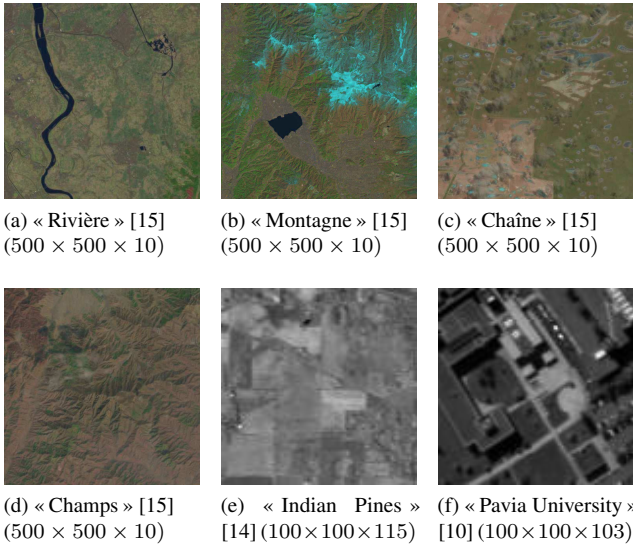 (a) « Rivière » [15]
(500 × 500 × 10)
(b) « Montagne » [15]
(500 × 500 × 10)
(c) « Chaîne » [15]
(500 × 500 × 10)
(d) « Champs » [15]
(500 × 500 × 10)
(e) « Indian Pines »
[14] (100×100×115)
(f) « Pavia University »
[10] (100×100×103)